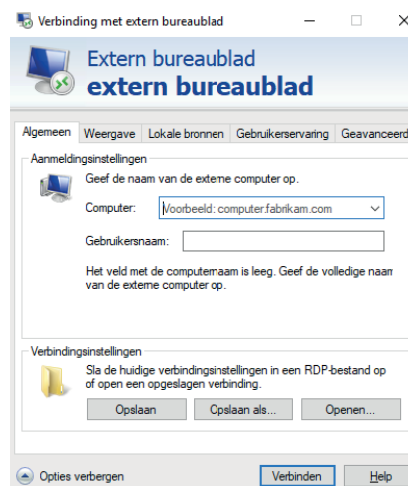 Verbinding met extern bureaublad
Extern bureaublad
extern bureaublad
Algemeen Weergave Lokale bronnen Gebruikerservaring Geavanceerd
Aanmeldingsinstellingen
Geef de naam van de externe computer op.
Computer: Voorbeeld: computer.fabrikam.com
Gebruikersnaam:
Het veld met de computernaam is leeg. Geef de volledige naam
van de externe computer op.
Verbindingsinstellingen
Sla de huidige verbindingsinstellingen in een RDP-bestand op
of open een opgeslagen verbinding.
Opslaan Opslaan als... Openen...
Opties verbergen Verbinden Help